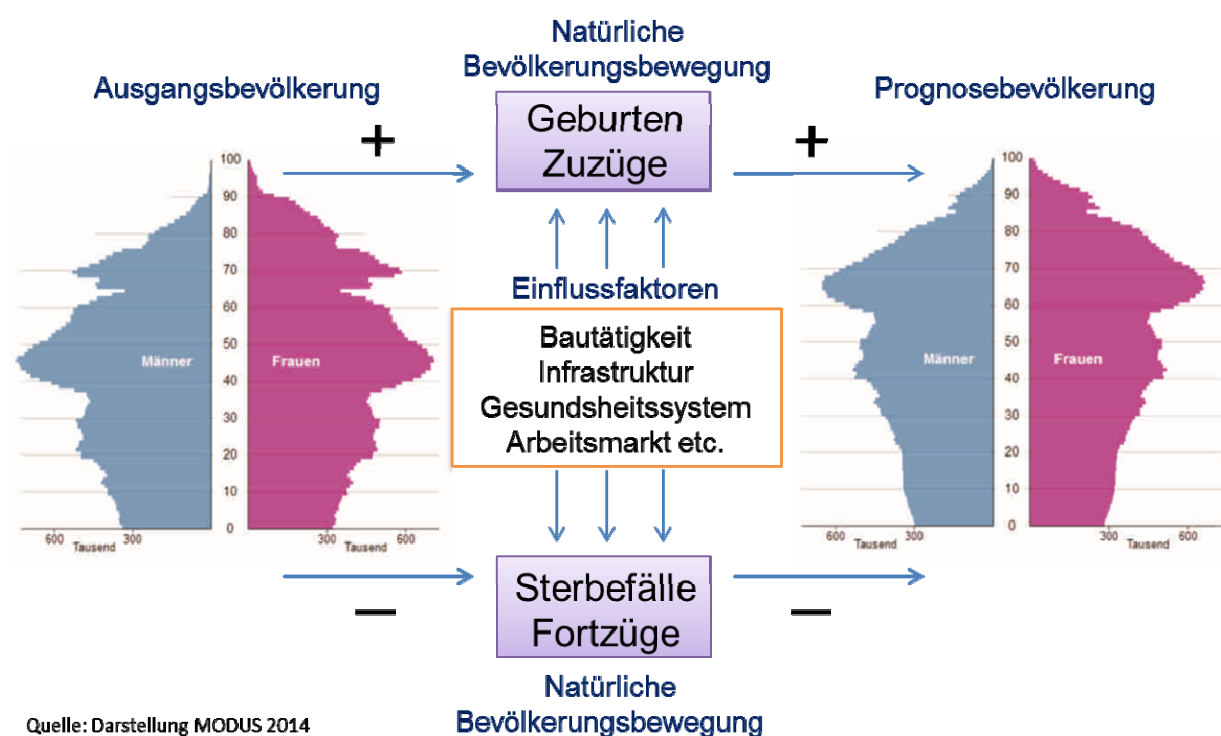 Natürliche
Bevölkerungsbewegung
Ausgangsbevölkerung
Prognosebevölkerung
+
Geburten
Zuzüge
+
100
90
80
70
60
50
40
30
20
10
0
Männer
Frauen
600
300
Tausend
300
600
Tausend
Einflussfaktoren
Bautätigkeit
Infrastruktur
Gesundsheitssystem
Arbeitsmarkt etc.
100
90
80
70
60
50
40
30
20
10
0
Männer
Frauen
600
300
Tausend
300
600
Tausend
–
Sterbefälle
Fortzüge
–
Natürliche
Bevölkerungsbewegung
Quelle: Darstellung MODUS 2014